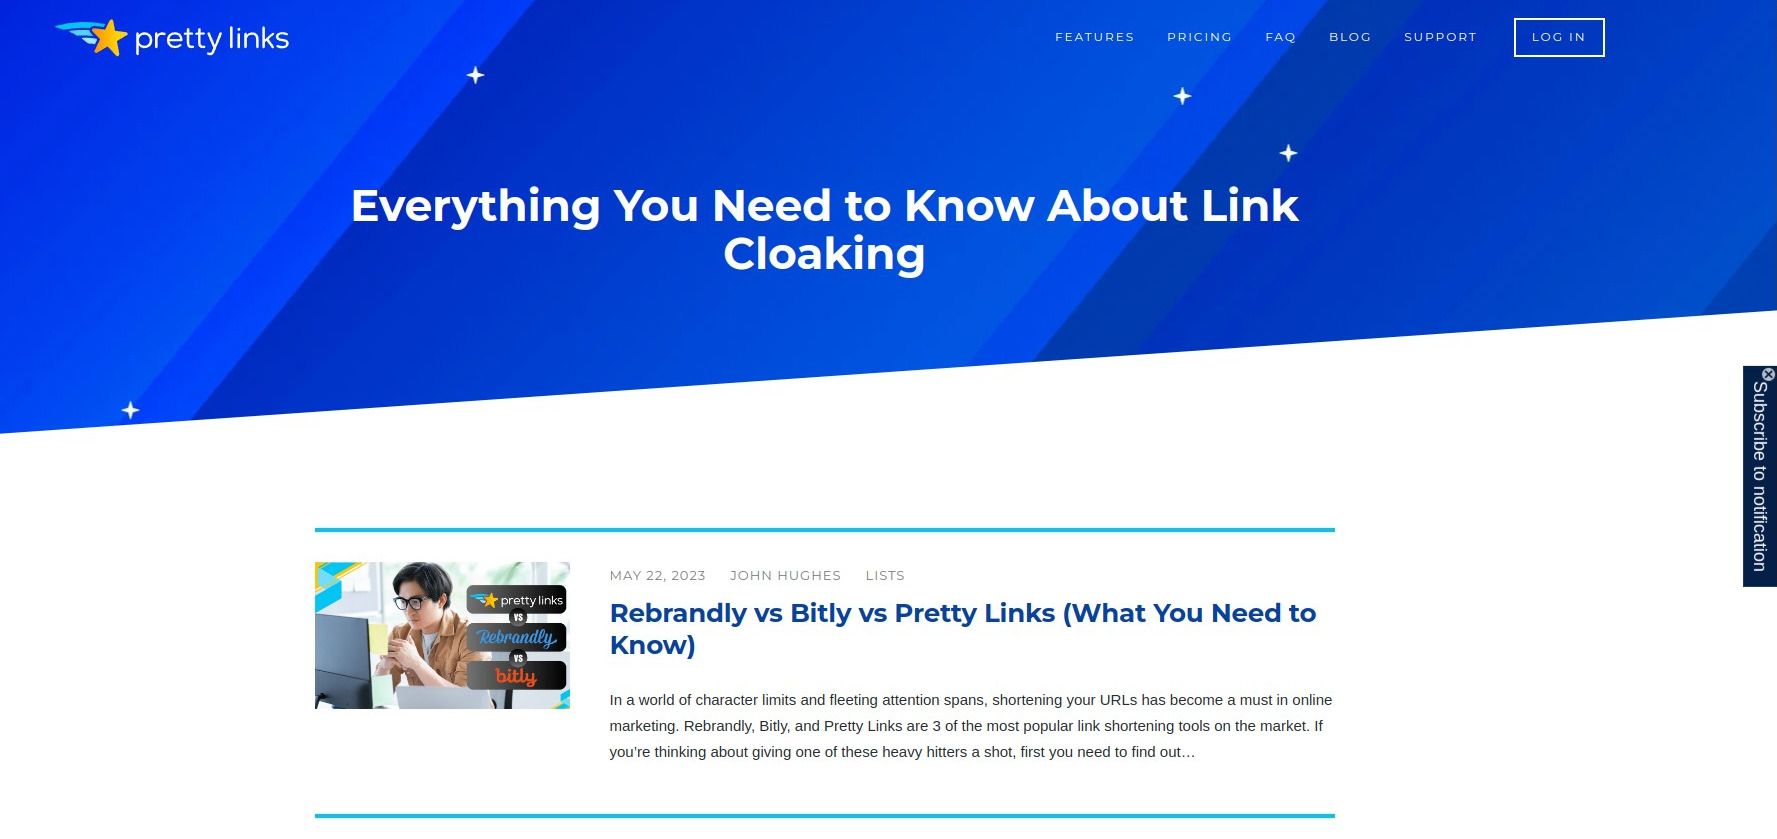 pretty links
FEATURES PRICING FAQ BLOG SUPPORT LOG IN
Everything You Need to Know About Link
Cloaking
Subscribe to notification
MAY 22, 2023 JOHN HUGHES LISTS
pretty links
VS
Rebrandly
VS
bitly
Rebrandly vs Bitly vs Pretty Links (What You Need to
Know)
In a world of character limits and fleeting attention spans, shortening your URLs has become a must in online
marketing. Rebrandly, Bitly, and Pretty Links are 3 of the most popular link shortening tools on the market. If
you’re thinking about giving one of these heavy hitters a shot, first you need to find out…